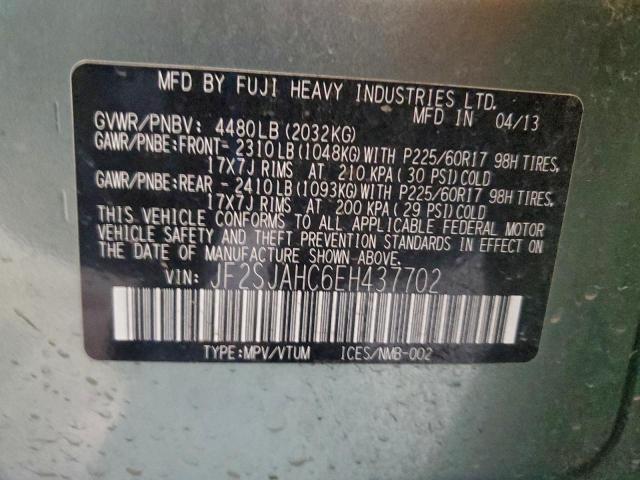 MFD BY FUJI HEAVY INDUSTRIES LTD.
MFD IN 04/13
GVWR/PNBV: 4480LB(2032KG)
GAWR/PNBE:FRONT- 2310LB(1048KG)WITH P225/60R17 98H TIRES,
17X7J RIMS AT 210KPA(30 PSI)COLD
GAWR/PNBE:REAR - 2410LB(1093KG)WITH P225/60R17 98H TIRES,
17X7J RIMS AT 200KPA(29 PSI)COLD
THIS VEHICLE CONFORMS TO ALL APPLICABLE FEDERAL MOTOR
VEHICLE SAFETY AND THEFT PREVENTION STANDARDS IN EFFECT ON
THE DATE OF MANUFACTURE SHOWN ABOVE.
VIN: JF2SJAHC6EH437702
TYPE:MPV/VTUM ICES/NMB-002